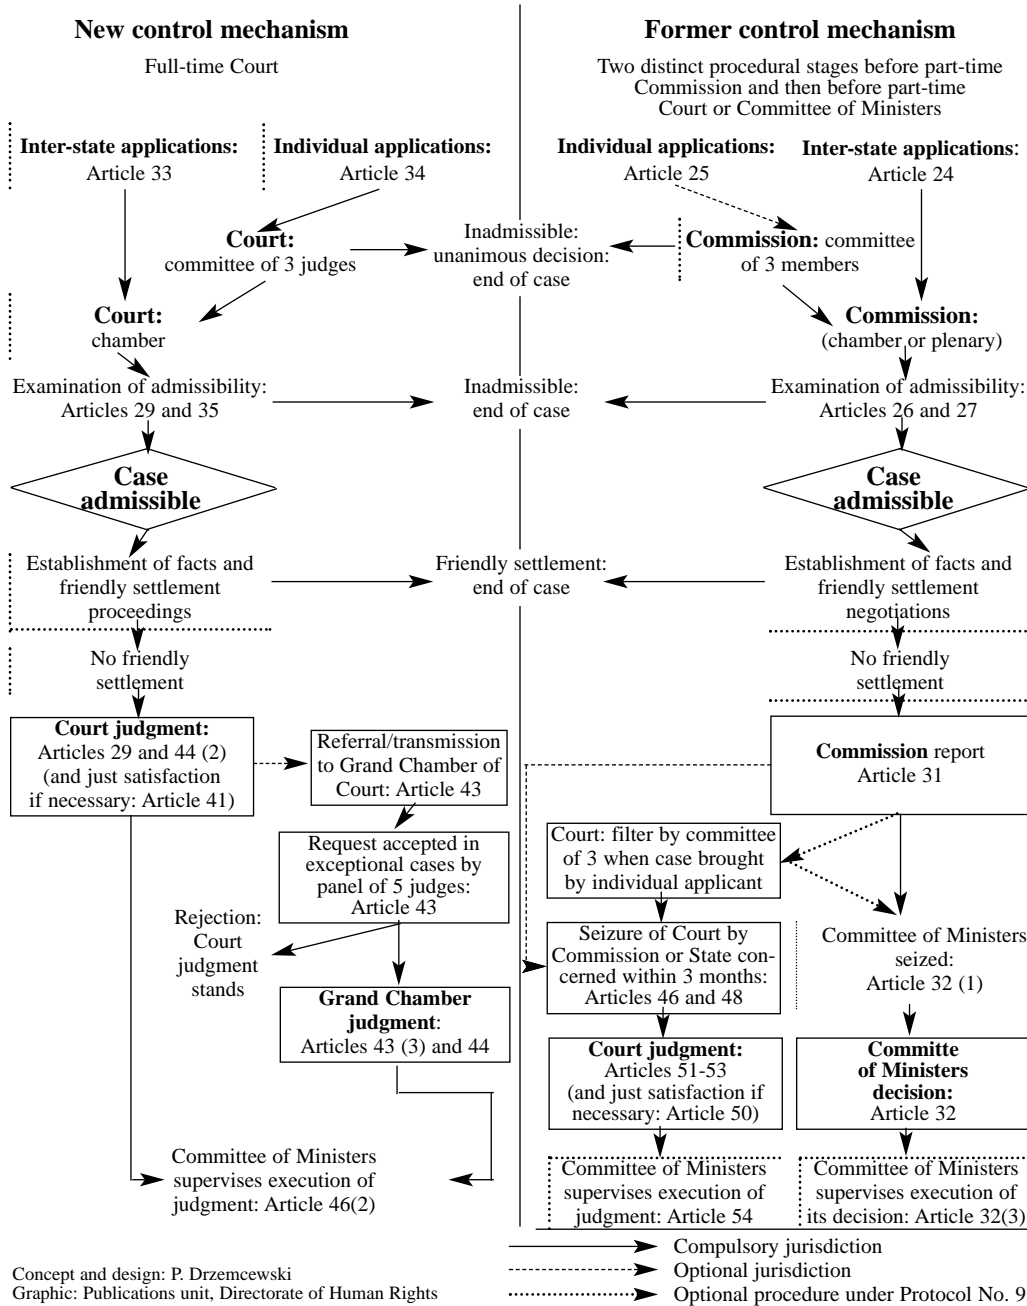 New control mechanism
Full-time Court
Inter-state applications:
Article 33
Individual applications:
Article 34
Court:
committee of 3 judges
Court:
chamber
Examination of admissibility:
Articles 29 and 35
Case
admissible
Establishment of facts and
friendly settlement
proceedings
No friendly
settlement
Court judgment:
Articles 29 and 44 (2)
(and just satisfaction
if necessary: Article 41)
Referral/transmission
to Grand Chamber of
Court: Article 43
Request accepted in
exceptional cases by
panel of 5 judges:
Article 43
Rejection:
Court
judgment
stands
Grand Chamber
judgment:
Articles 43 (3) and 44
Committee of Ministers
supervises execution of
judgment: Article 46(2)
Inadmissible:
unanimous decision:
end of case
Inadmissible:
end of case
Friendly settlement:
end of case
Former control mechanism
Two distinct procedural stages before part-time
Commission and then before part-time
Court or Committee of Ministers
Individual applications:
Article 25
Inter-state applications:
Article 24
Commission: committee
of 3 members
Commission:
(chamber or plenary)
Examination of admissibility:
Articles 26 and 27
Case
admissible
Establishment of facts and
friendly settlement
negotiations
No friendly
settlement
Commission report
Article 31
Court: filter by committee
of 3 when case brought
by individual applicant
Seizure of Court by
Commission or State con-
cerned within 3 months:
Articles 46 and 48
Committee of Ministers
seized:
Article 32 (1)
Court judgment:
Articles 51-53
(and just satisfaction if
necessary: Article 50)
Committe
of Ministers
decision:
Article 32
Committee of Ministers
supervises execution of
judgment: Article 54
Committee of Ministers
supervises execution of
its decision: Article 32(3)
Compulsory jurisdiction
Optional jurisdiction
Optional procedure under Protocol No. 9
Concept and design: P. Drzemcewski
Graphic: Publications unit, Directorate of Human Rights